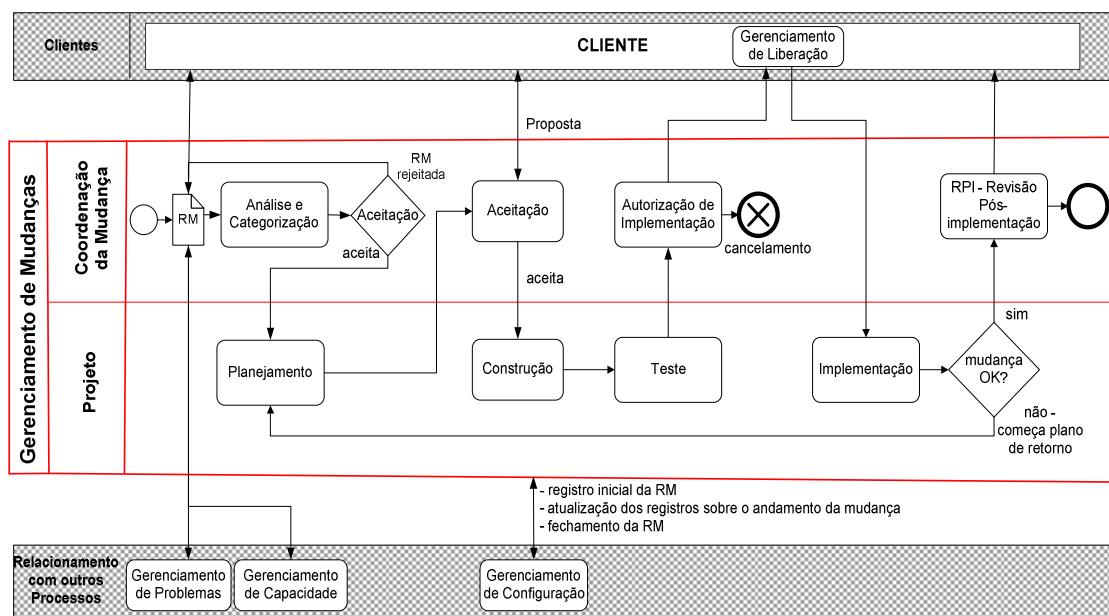 Clientes
CLIENTE
Gerenciamento
de Liberação
Proposta
Gerenciamento de Mudanças
Coordenação
da Mudança
RM
rejeitada
RM
Análise e
Categorização
Aceitação
aceita
Aceitação
aceita
Autorização de
Implementação
cancelamento
RPI - Revisão
Pós-
implementação
Projeto
Planejamento
Construção
Teste
Implementação
sim
mudança
OK?
não -
começa plano
de retorno
- registro inicial da RM
- atualização dos registros sobre o andamento da mudança
- fechamento da RM
Relacionamento
com outros
Processos
Gerenciamento
de Problemas
Gerenciamento
de Capacidade
Gerenciamento
de Configuração